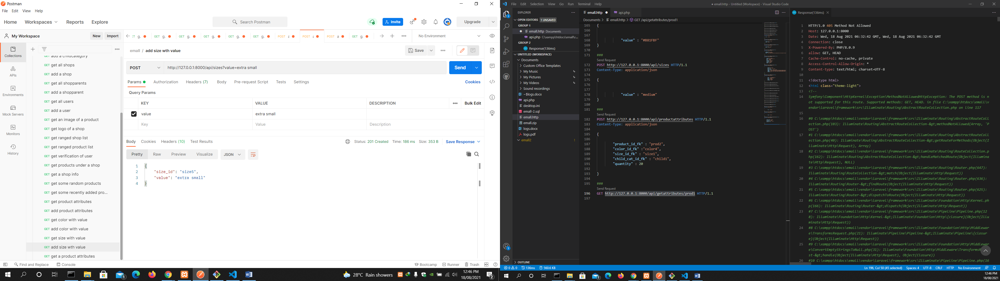 Postman
File Edit View Help
Home Workspaces Reports Explore
Search Postman
Invite
Upgrade
My Workspace
New
Import
GET g.
GET g.
GET g.
GET g.
GET g.
POST a
POST
POST a
GET g.
No Environment
emall / add size wth value
Save
POST
http://127.0.0.1:8000/api/sizes?value=extra small
Send
Params
Authorization
Headers (7)
Body
Pre-request Script
Tests
Settings
Cookies
Query Params
KEY
VALUE
DESCRIPTION
Bulk Edit
value
extra small
Key
Value
Description
Body
Cookies
Headers (10)
Test Results
Status: 201 Created
Time: 186 ms
Size: 353 B
Save Response
Pretty
Raw
Preview
Visualize
JSON
1 {
2 "size_id": "size5",
3 "value": "extra small"
4 }
Collections
APIs
Environments
Mock Servers
Monitors
History
GET add a childcategory
GET get all shops
GET add a shop
GET get all shopparents
GET add a shopparent
GET get all users
GET add a user
GET get an image of a product
GET get logo of a shop
GET get ranged shop list
GET get ranged product list
GET get verification of user
GET get products under a shop
GET get a shop info
GET get some random products
GET get some recently added pro...
GET get product attributes
GET add product attributes
GET get color with value
GET add color with value
GET get size with value
GET add size wth value
GET get a product attributes
Find and Replace
Console
Bootcamp
Runner
Trash
28°C Rain showers
12:46 PM
18/08/2021
File Edit Selection View Go Run Terminal Help
● emall.http - Untitled (Workspace) - Visual Studio Code
EXPLORER
OPEN EDITORS 1 UNSAVED
GROUP 1
emall.http Documents
api.php C:\xampp\htdocs\emall\r...
GROUP 2
Response(136ms)
UNTITLED (WORKSPACE)
Documents
Custom Office Templates
My Music
My Pictures
My Videos
Sound recordings
~$logs.docx
api.php
desktop.ini
emall-2.sql
emall.http
emall.zip
logs.docx
logs.pdf
emall2
OUTLINE
emall.http
api.php
Documents > emall.http > GET /api/getattributes/prod1
165 {
166
167
168 "value" : "#B81FBF"
169 }
170
171 ###
Send Request
172 POST http://127.0.0.1:8000/api/sizes HTTP/1.1
173 Content-Type: application/json
174
175 {
176
177
178 "value" : "medium"
179 }
180
181 ###
Send Request
182 POST http://127.0.0.1:8000/api/productattributes HTTP/1.1
183 Content-Type: application/json
184
185 {
186
187 "product_id_fk" : "prod2",
188 "color_id_fk" :"color4",
189 "size_id_fk" : "size1",
190 "child_cat_id_fk" : "child1",
191 "quantity" : 20
192
193 }
194
195 ###
Send Request
196 GET http://127.0.0.1:8000/api/getattributes/prod1 HTTP/1.1
197
Response(136ms)
1 HTTP/1.0 405 Method Not Allowed
2 Host: 127.0.0.1:8000
3 Date: Wed, 18 Aug 2021 06:32:42 GMT, Wed, 18 Aug 2021 06:32:42 GMT
4 Connection: close
5 X-Powered-By: PHP/8.0.9
6 allow: GET, HEAD
7 Cache-Control: no-cache, private
8 Access-Control-Allow-Origin: *
9 Content-type: text/html; charset=UTF-8
10
11 <!doctype html>
12 <html class="theme-light">
13 <!--
14 Symfony\Component\HttpKernel\Exception\MethodNotAllowedHttpException: The POST method is n
ot supported for this route. Supported methods: GET, HEAD. in file C:\xampp\htdocs\emall\v
endor\laravel\framework\src\Illuminate\Routing\AbstractRouteCollection.php on line 117
15
16 #0 C:\xampp\htdocs\emall\vendor\laravel\framework\src\Illuminate\Routing\AbstractRouteColl
ection.php(103): Illuminate\Routing\AbstractRouteCollection-&gt;methodNotAllowed(Array, 'P
OST')
17 #1 C:\xampp\htdocs\emall\vendor\laravel\framework\src\Illuminate\Routing\AbstractRouteColl
ection.php(40): Illuminate\Routing\AbstractRouteCollection-&gt;getRouteForMethods(Object(I
lluminate\Http\Request), Array)
18 #2 C:\xampp\htdocs\emall\vendor\laravel\framework\src\Illuminate\Routing\RouteCollection.p
hp(162): Illuminate\Routing\AbstractRouteCollection-&gt;handleMatchedRoute(Object(Illumina
te\Http\Request), NULL)
19 #3 C:\xampp\htdocs\emall\vendor\laravel\framework\src\Illuminate\Routing\Router.php(647):
Illuminate\Routing\RouteCollection-&gt;match(Object(Illuminate\Http\Request))
20 #4 C:\xampp\htdocs\emall\vendor\laravel\framework\src\Illuminate\Routing\Router.php(636):
Illuminate\Routing\Router-&gt;findRoute(Object(Illuminate\Http\Request))
21 #5 C:\xampp\htdocs\emall\vendor\laravel\framework\src\Illuminate\Routing\Router.php(625):
Illuminate\Routing\Router-&gt;dispatchToRoute(Object(Illuminate\Http\Request))
22 #6 C:\xampp\htdocs\emall\vendor\laravel\framework\src\Illuminate\Foundation\Http\Kernel.ph
p(166): Illuminate\Routing\Router-&gt;dispatch(Object(Illuminate\Http\Request))
23 #7 C:\xampp\htdocs\emall\vendor\laravel\framework\src\Illuminate\Pipeline\Pipeline.php(12
8): Illuminate\Foundation\Http\Kernel-&gt;Illuminate\Foundation\Http\{closure}(Object(Illu
minate\Http\Request))
24 #8 C:\xampp\htdocs\emall\vendor\laravel\framework\src\Illuminate\Foundation\Http\Middlewar
e\TransformsRequest.php(21): Illuminate\Pipeline\Pipeline-&gt;Illuminate\Pipeline\{closur
e}(Object(Illuminate\Http\Request))
25 #9 C:\xampp\htdocs\emall\vendor\laravel\framework\src\Illuminate\Foundation\Http\Middlewar
e\ConvertEmptyStringsToNull.php(31): Illuminate\Foundation\Http\Middleware\TransformsR
st-&gt;handle(Object(Illuminate\Http\Request), Object(Closure))
26 #10 C:\xampp\htdocs\emall\vendor\laravel\framework\src\Illuminate\Pipeline\Pipeline.php(16
0 0 136ms 560.6 KB
Ln 196, Col 50 (45 selected) Spaces: 4 UTF-8 CRLF HTTP No Environment
12:46 PM
18/08/2021